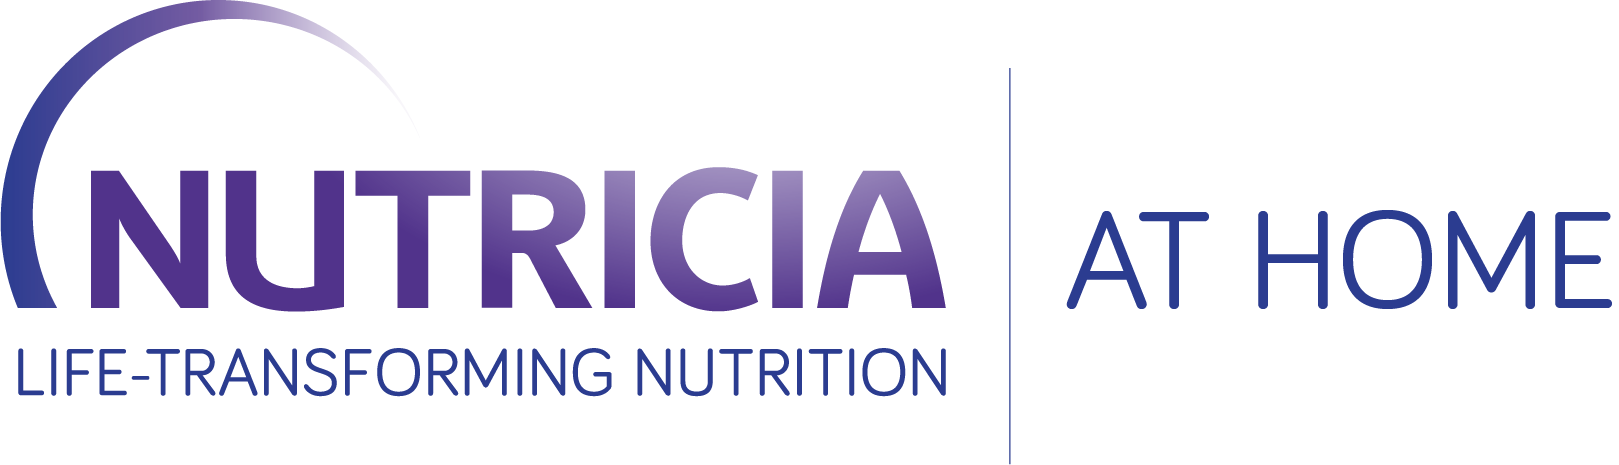 NUTRICIA
LIFE-TRANSFORMING NUTRITION
AT HOME